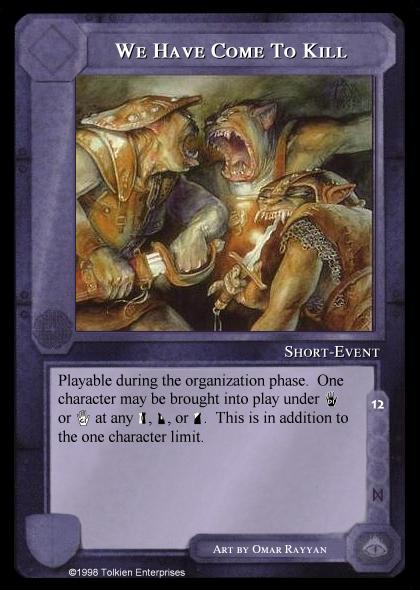 We Have Come To Kill
Short-Event
Playable during the organization phase. One
character may be brought into play under
or at any , , or . This is in addition to
the one character limit.
12
Art by Omar Rayyan
©1998 Tolkien Enterprises